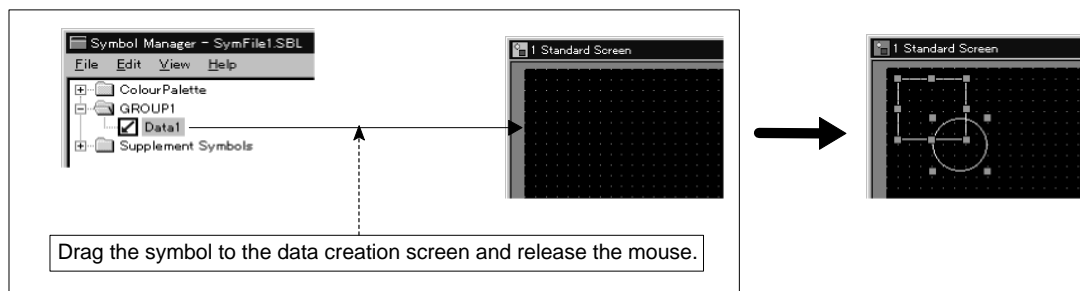 Symbol Manager - SymFile1.SBL
File Edit View Help
ColourPalette
GROUP1
Data1
Supplement Symbols
1 Standard Screen
Drag the symbol to the data creation screen and release the mouse.
1 Standard Screen